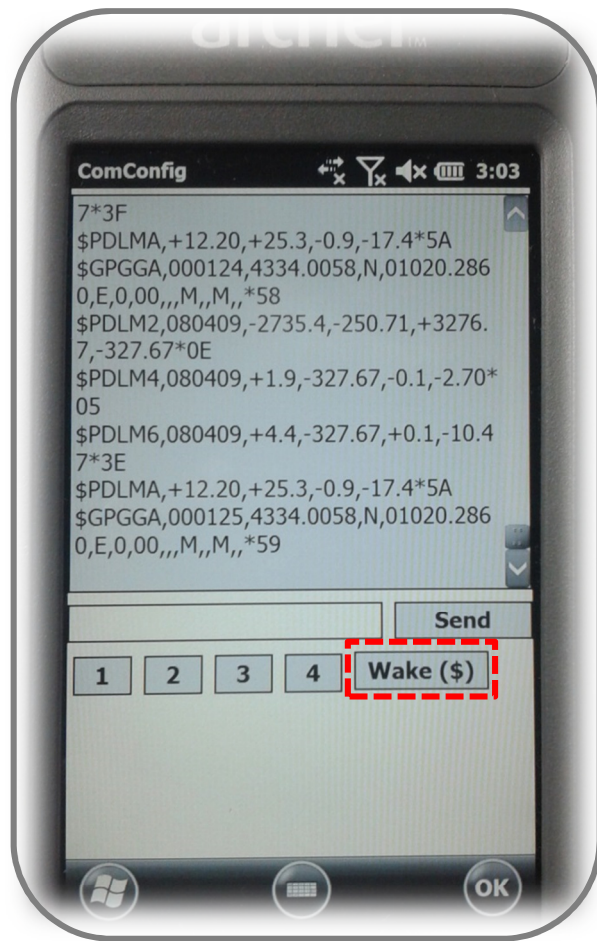 archer™
ComConfig 3:03
7*3F
$PDLMA,+12.20,+25.3,-0.9,-17.4*5A
$GPGGA,000124,4334.0058,N,01020.286
0,E,0,00,,,M,,M,,*58
$PDLM2,080409,-2735.4,-250.71,+3276.
7,-327.67*0E
$PDLM4,080409,+1.9,-327.67,-0.1,-2.70*
05
$PDLM6,080409,+4.4,-327.67,+0.1,-10.4
7*3E
$PDLMA,+12.20,+25.3,-0.9,-17.4*5A
$GPGGA,000125,4334.0058,N,01020.286
0,E,0,00,,,M,,M,,*59
Send
1 2 3 4 Wake ($)
OK